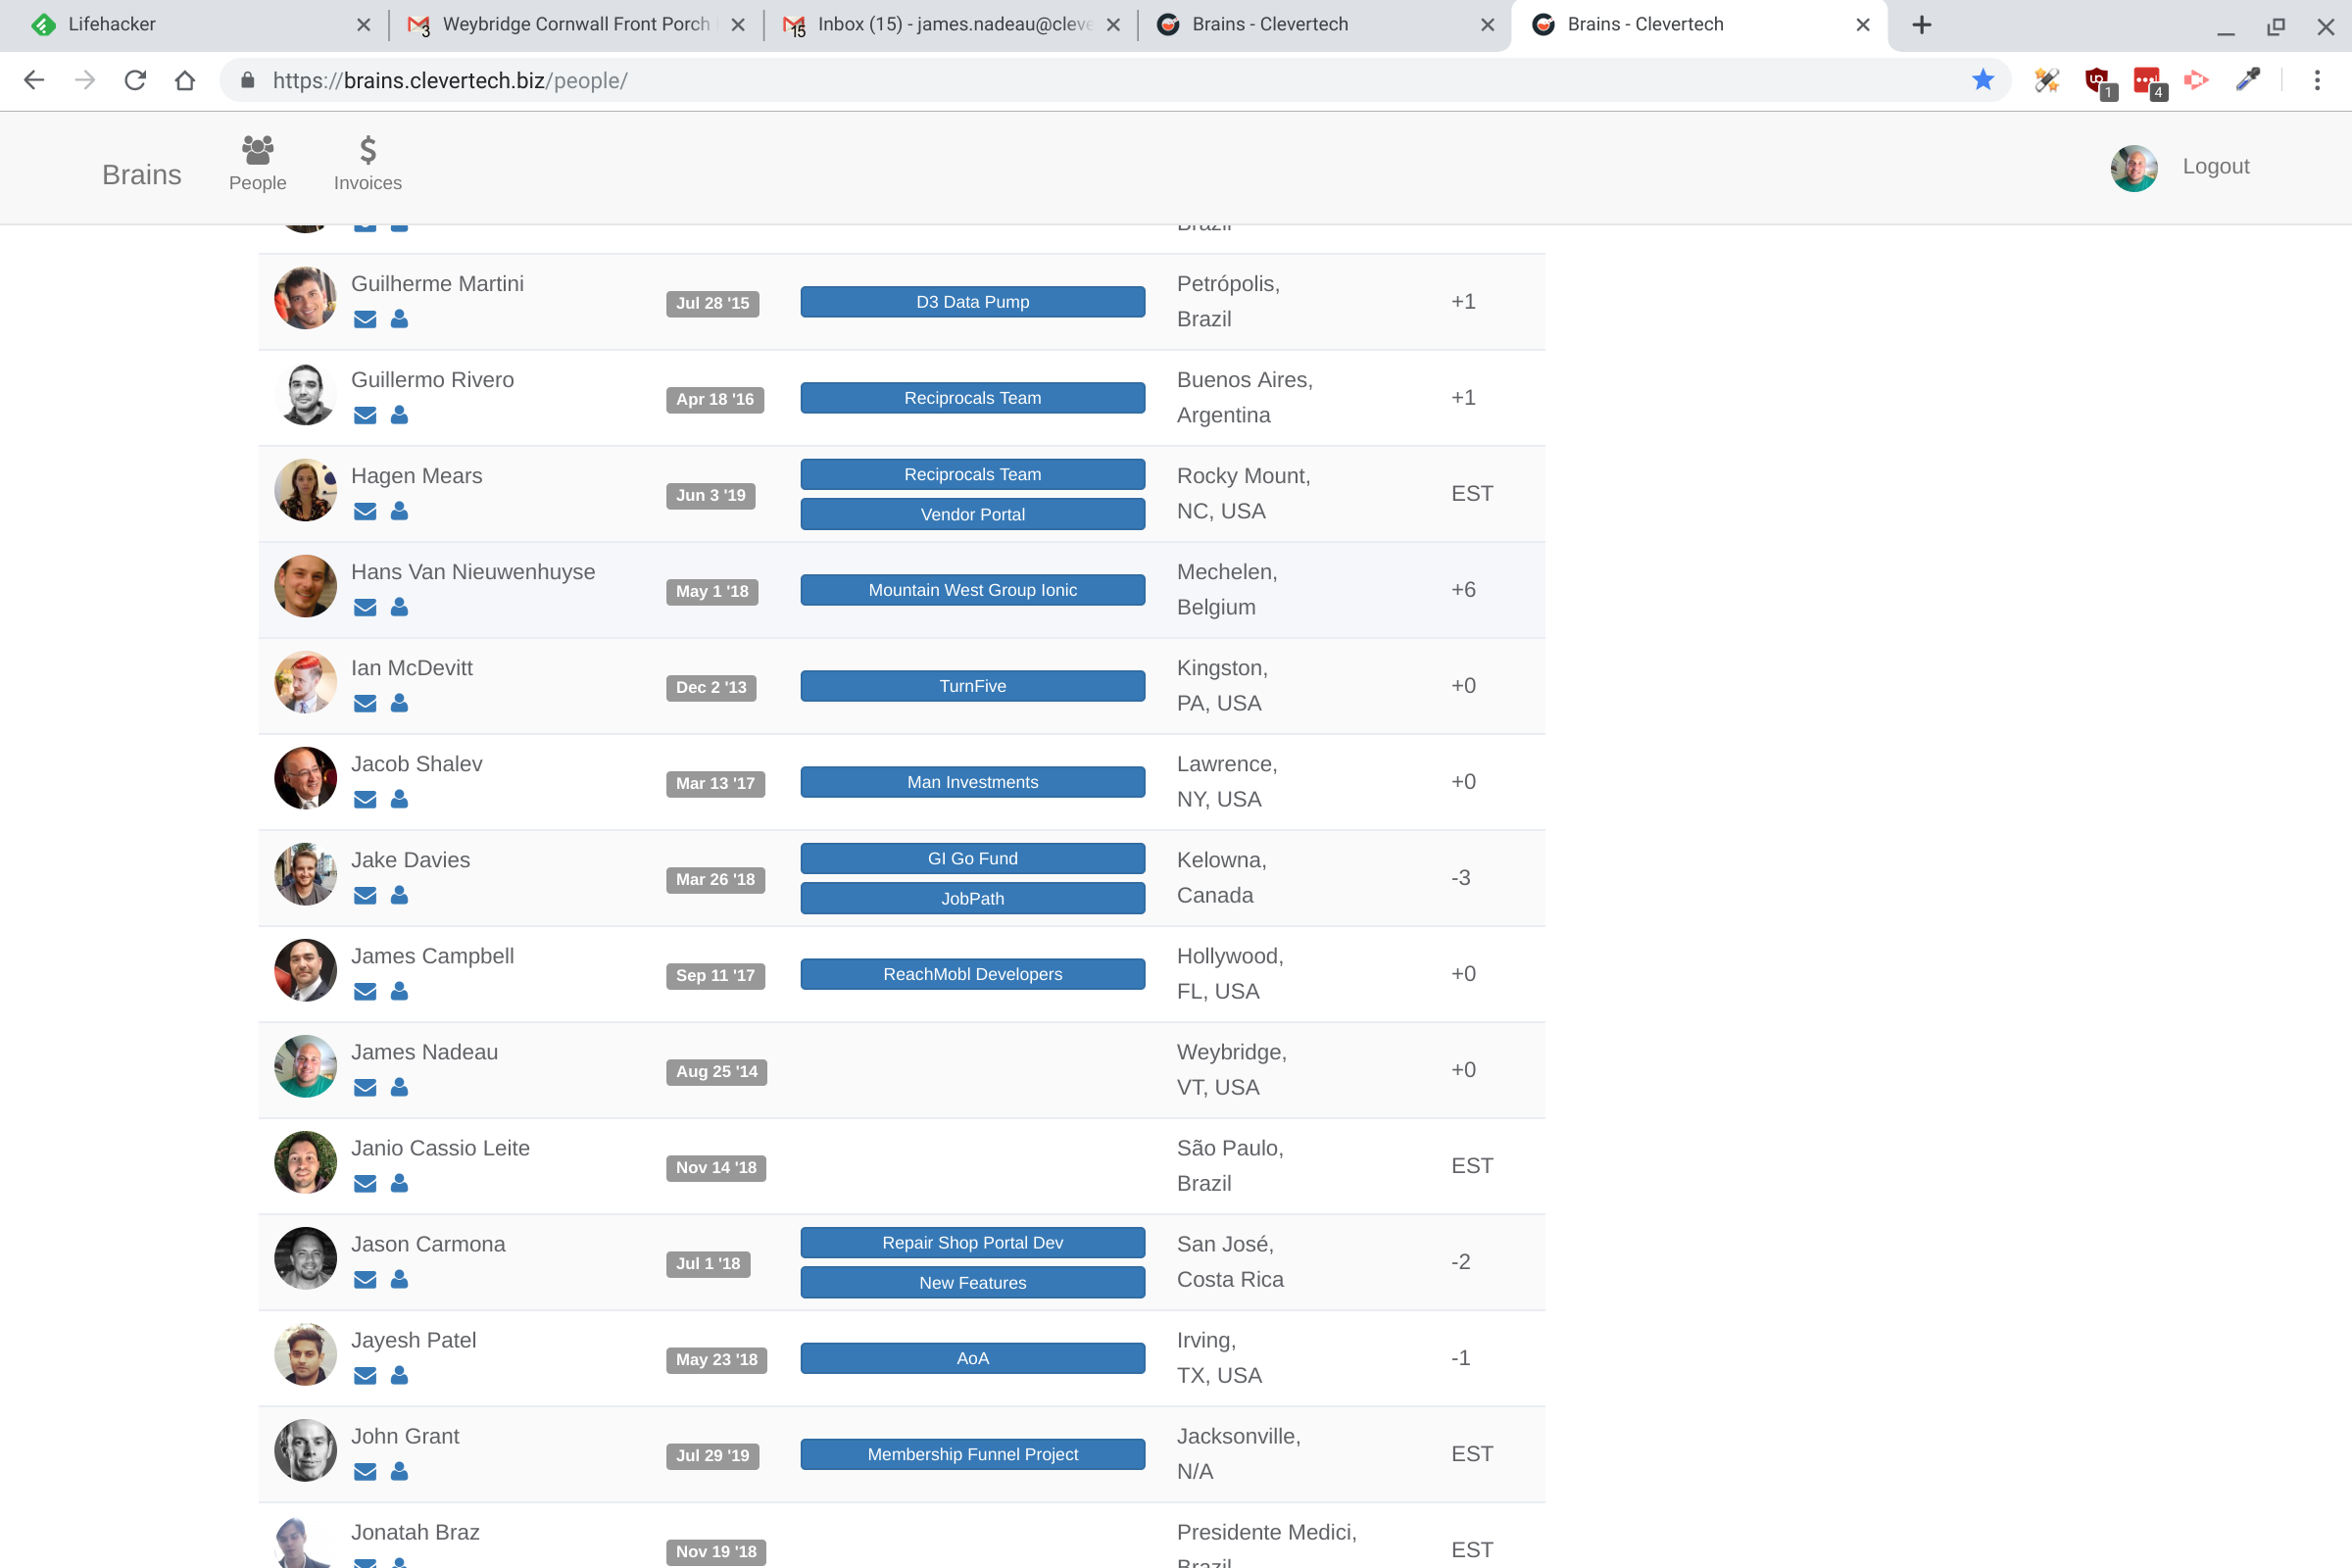 Lifehacker
3
Weybridge Cornwall Front Porch
15
Inbox (15) - james.nadeau@cleve
Brains - Clevertech
Brains - Clevertech
https://brains.clevertech.biz/people/
1
4
Brains
People
Invoices
Logout
Brazil
Guilherme Martini
Jul 28 '15
D3 Data Pump
Petrópolis,
Brazil
+1
Guillermo Rivero
Apr 18 '16
Reciprocals Team
Buenos Aires,
Argentina
+1
Hagen Mears
Jun 3 '19
Reciprocals Team
Vendor Portal
Rocky Mount,
NC, USA
EST
Hans Van Nieuwenhuyse
May 1 '18
Mountain West Group Ionic
Mechelen,
Belgium
+6
Ian McDevitt
Dec 2 '13
TurnFive
Kingston,
PA, USA
+0
Jacob Shalev
Mar 13 '17
Man Investments
Lawrence,
NY, USA
+0
Jake Davies
Mar 26 '18
GI Go Fund
JobPath
Kelowna,
Canada
-3
James Campbell
Sep 11 '17
ReachMobl Developers
Hollywood,
FL, USA
+0
James Nadeau
Aug 25 '14
Weybridge,
VT, USA
+0
Janio Cassio Leite
Nov 14 '18
São Paulo,
Brazil
EST
Jason Carmona
Jul 1 '18
Repair Shop Portal Dev
New Features
San José,
Costa Rica
-2
Jayesh Patel
May 23 '18
AoA
Irving,
TX, USA
-1
John Grant
Jul 29 '19
Membership Funnel Project
Jacksonville,
N/A
EST
Jonatah Braz
Nov 19 '18
Presidente Medici,
Brazil
EST